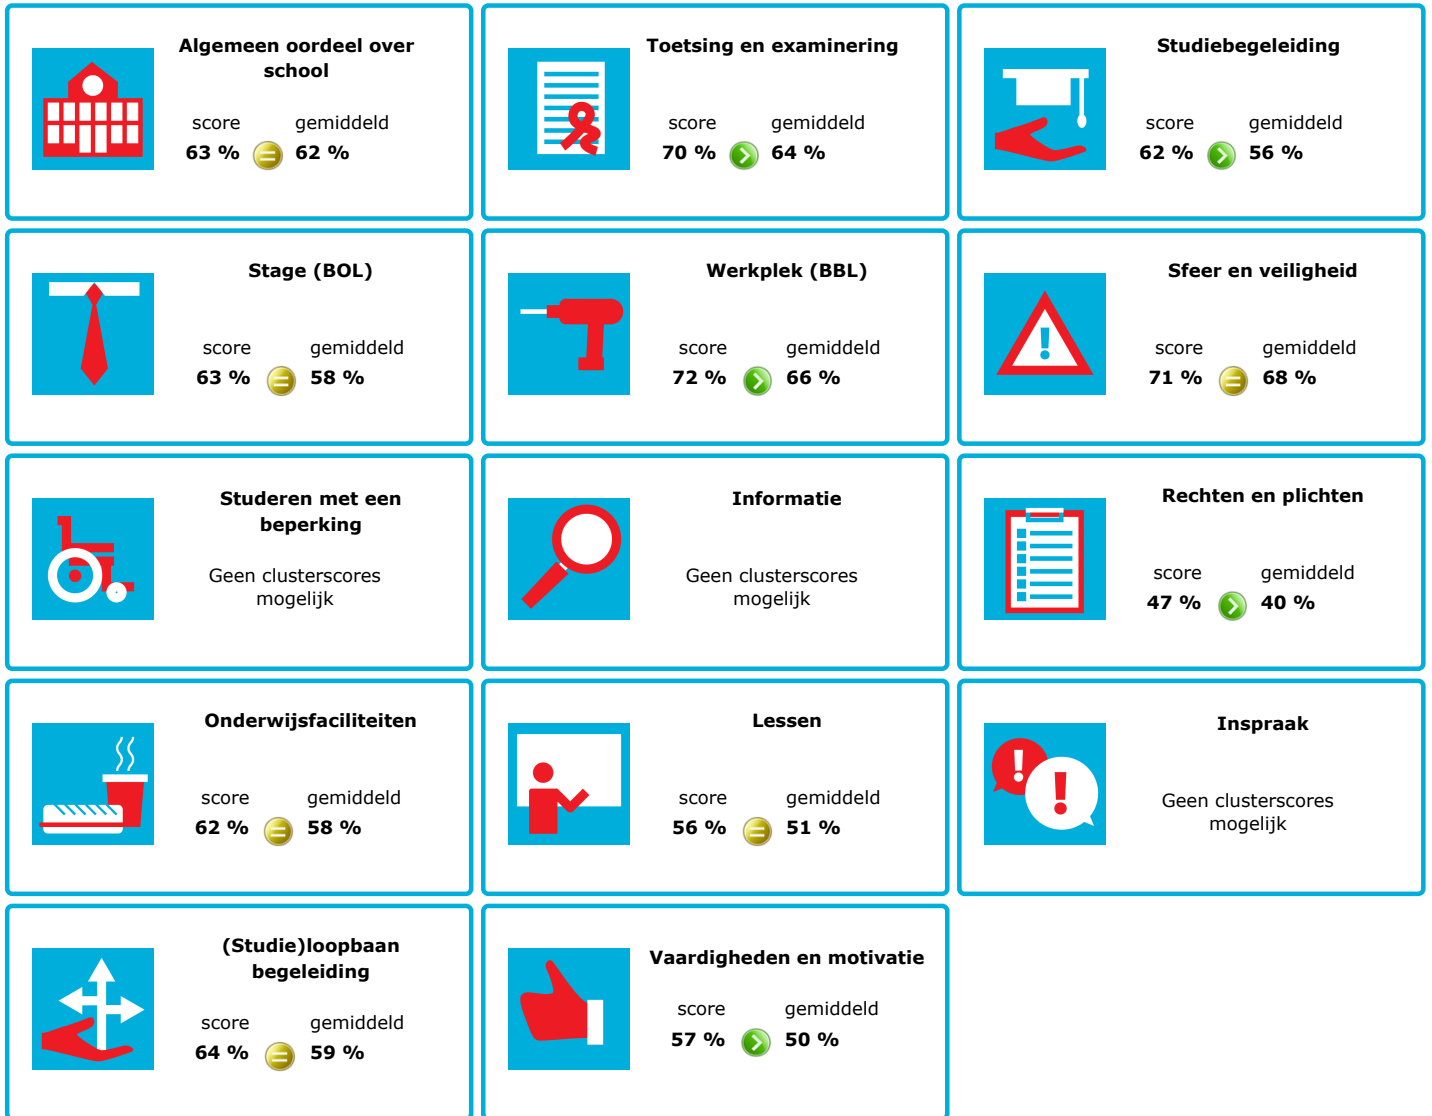 Algemeen oordeel over
school
score gemiddeld
63 % 62 %
Toetsing en examinering
score gemiddeld
70 % 64 %
Studiebegeleiding
score gemiddeld
62 % 56 %
Stage (BOL)
score gemiddeld
63 % 58 %
Werkplek (BBL)
score gemiddeld
72 % 66 %
Sfeer en veiligheid
score gemiddeld
71 % 68 %
Studeren met een
beperking
Geen clusterscores
mogelijk
Informatie
Geen clusterscores
mogelijk
Rechten en plichten
score gemiddeld
47 % 40 %
Onderwijsfaciliteiten
score gemiddeld
62 % 58 %
Lessen
score gemiddeld
56 % 51 %
Inspraak
Geen clusterscores
mogelijk
(Studie)loopbaan
begeleiding
score gemiddeld
64 % 59 %
Vaardigheden en motivatie
score gemiddeld
57 % 50 %